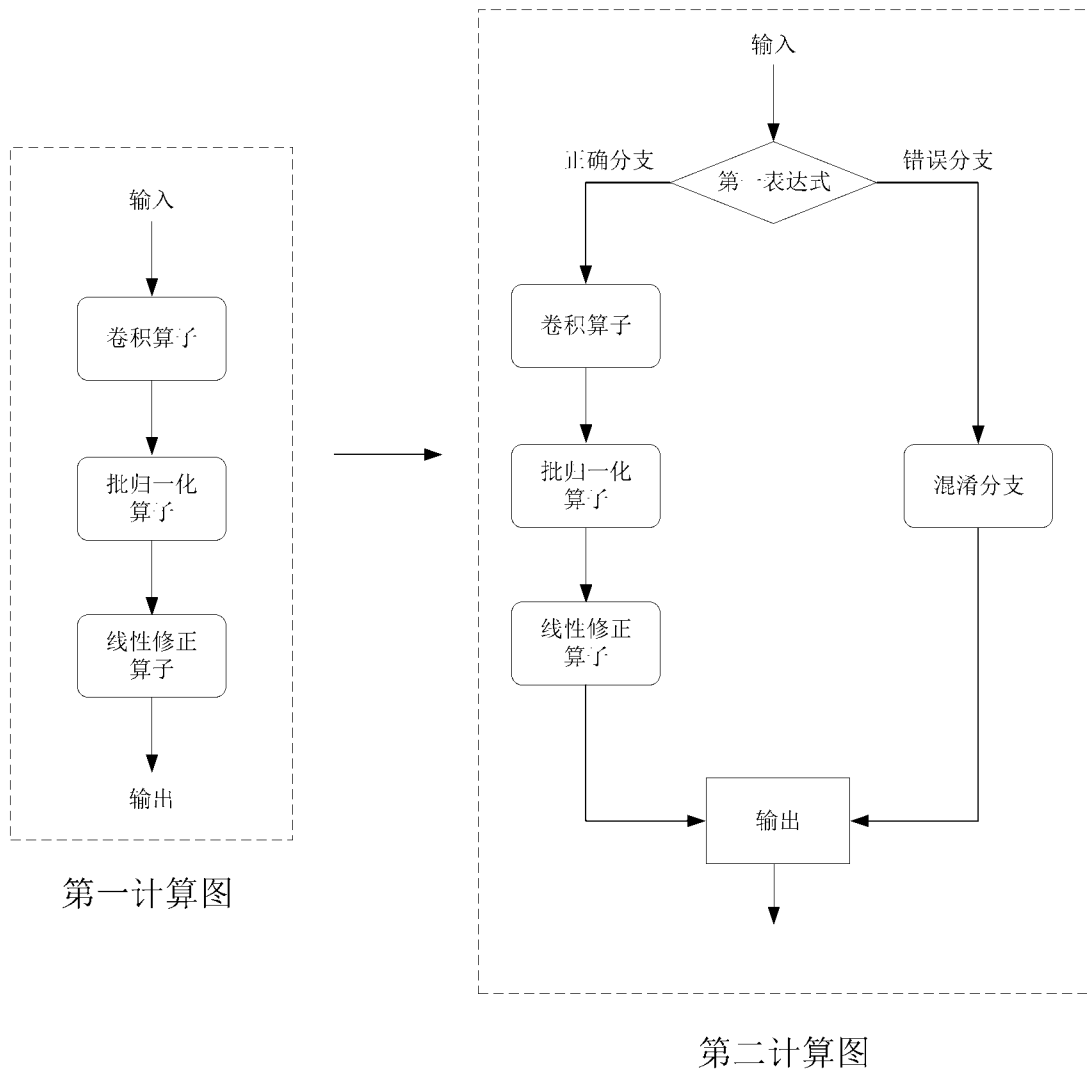 输入
卷积算子
批归一化
算子
线性修正
算子
输出
第一计算图
输入
正确分支
第一表达式
错误分支
卷积算子
批归一化
算子
混淆分支
线性修正
算子
输出
第二计算图